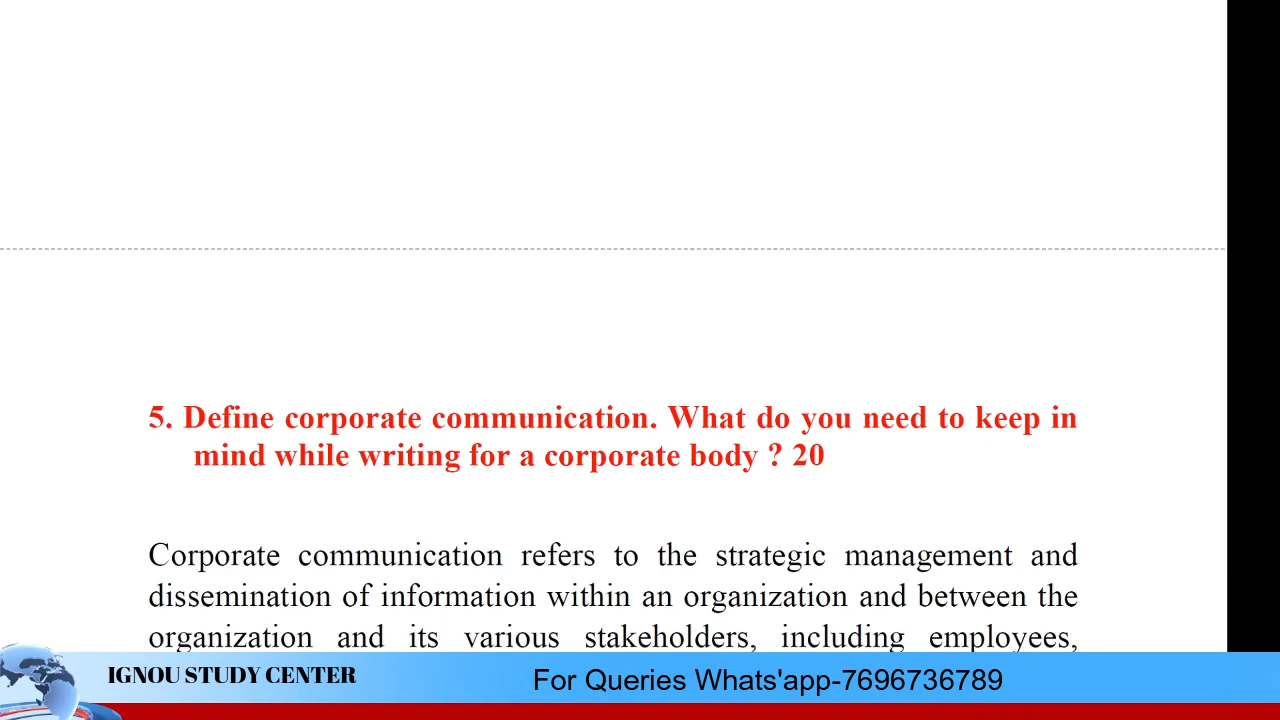 5. Define corporate communication. What do you need to keep in
mind while writing for a corporate body ? 20
Corporate communication refers to the strategic management and
dissemination of information within an organization and between the
organization and its various stakeholders, including employees,
IGNOU STUDY CENTER
For Queries Whats'app-7696736789